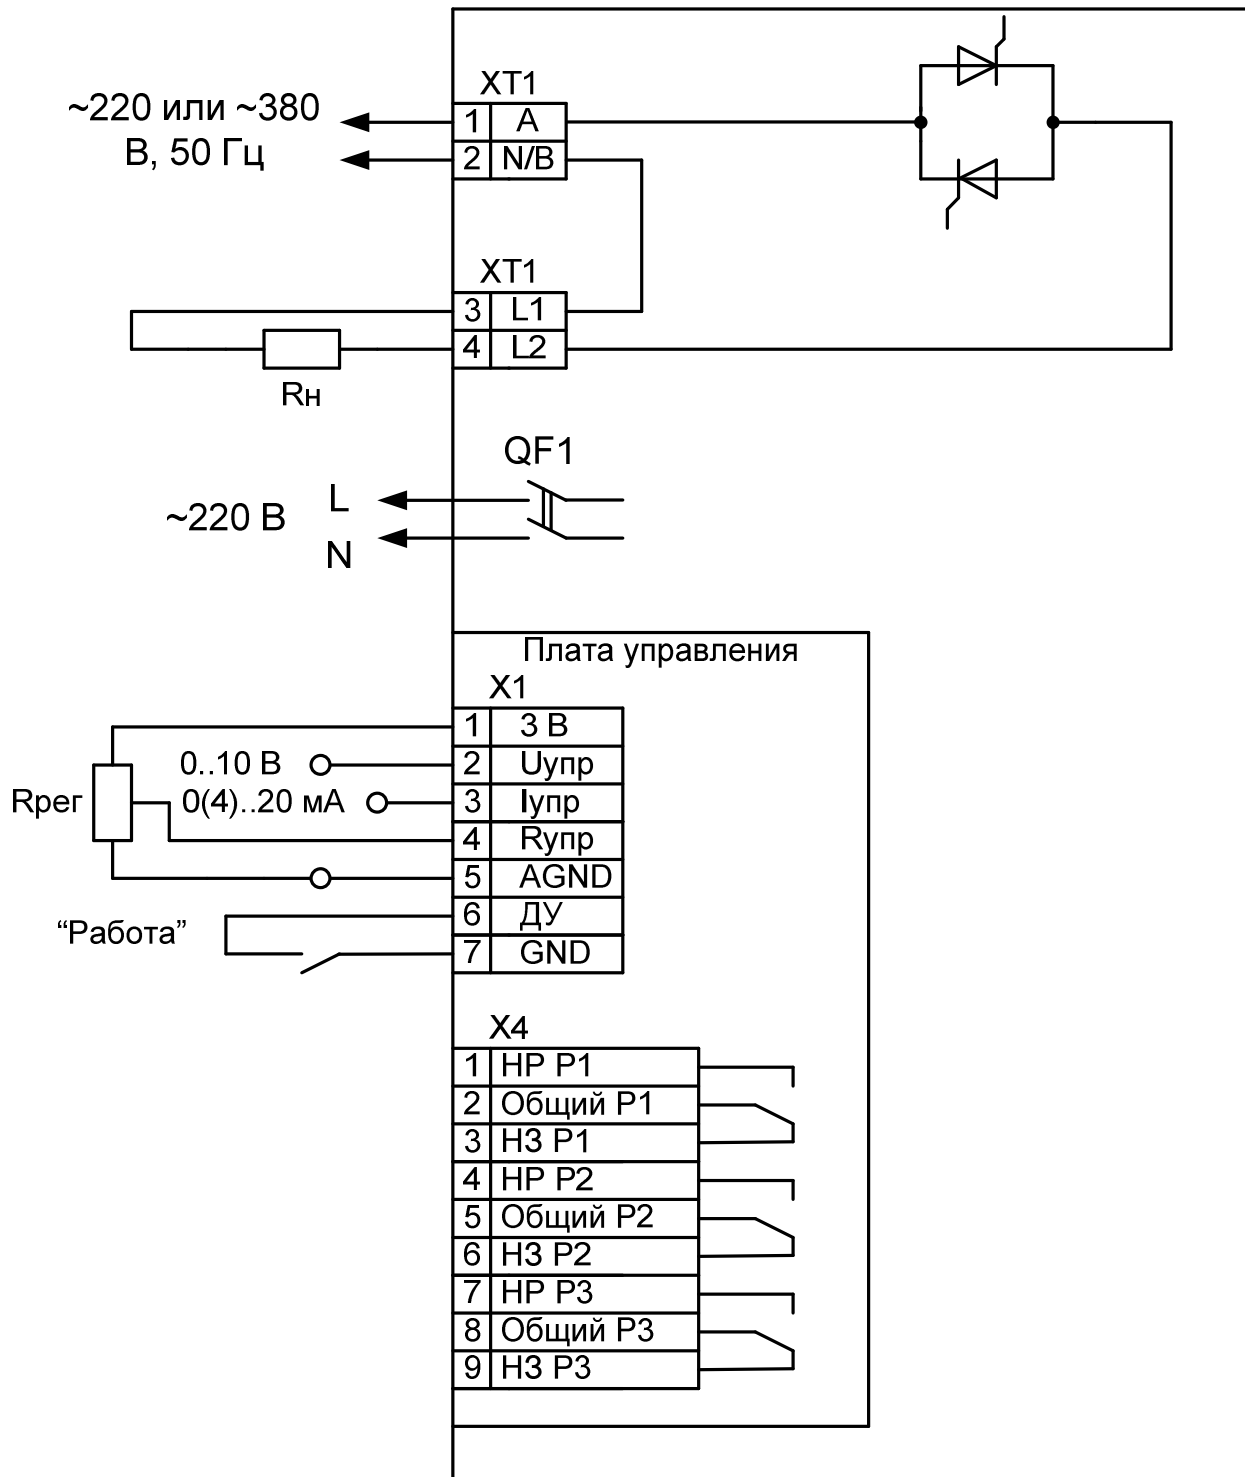 XT1
~220 или ~380
В, 50 Гц
1 A
2 N/B
XT1
3 L1
4 L2
Rн
QF1
~220 В
L
N
Плата управления
X1
1 3 В
0..10 В 2 Uупр
Rрег 0(4)..20 мА 3 Iупр
4 Rупр
5 AGND
“Работа” 6 ДУ
7 GND
X4
1 НР Р1
2 Общий Р1
3 НЗ Р1
4 НР Р2
5 Общий Р2
6 НЗ Р2
7 НР Р3
8 Общий Р3
9 НЗ Р3